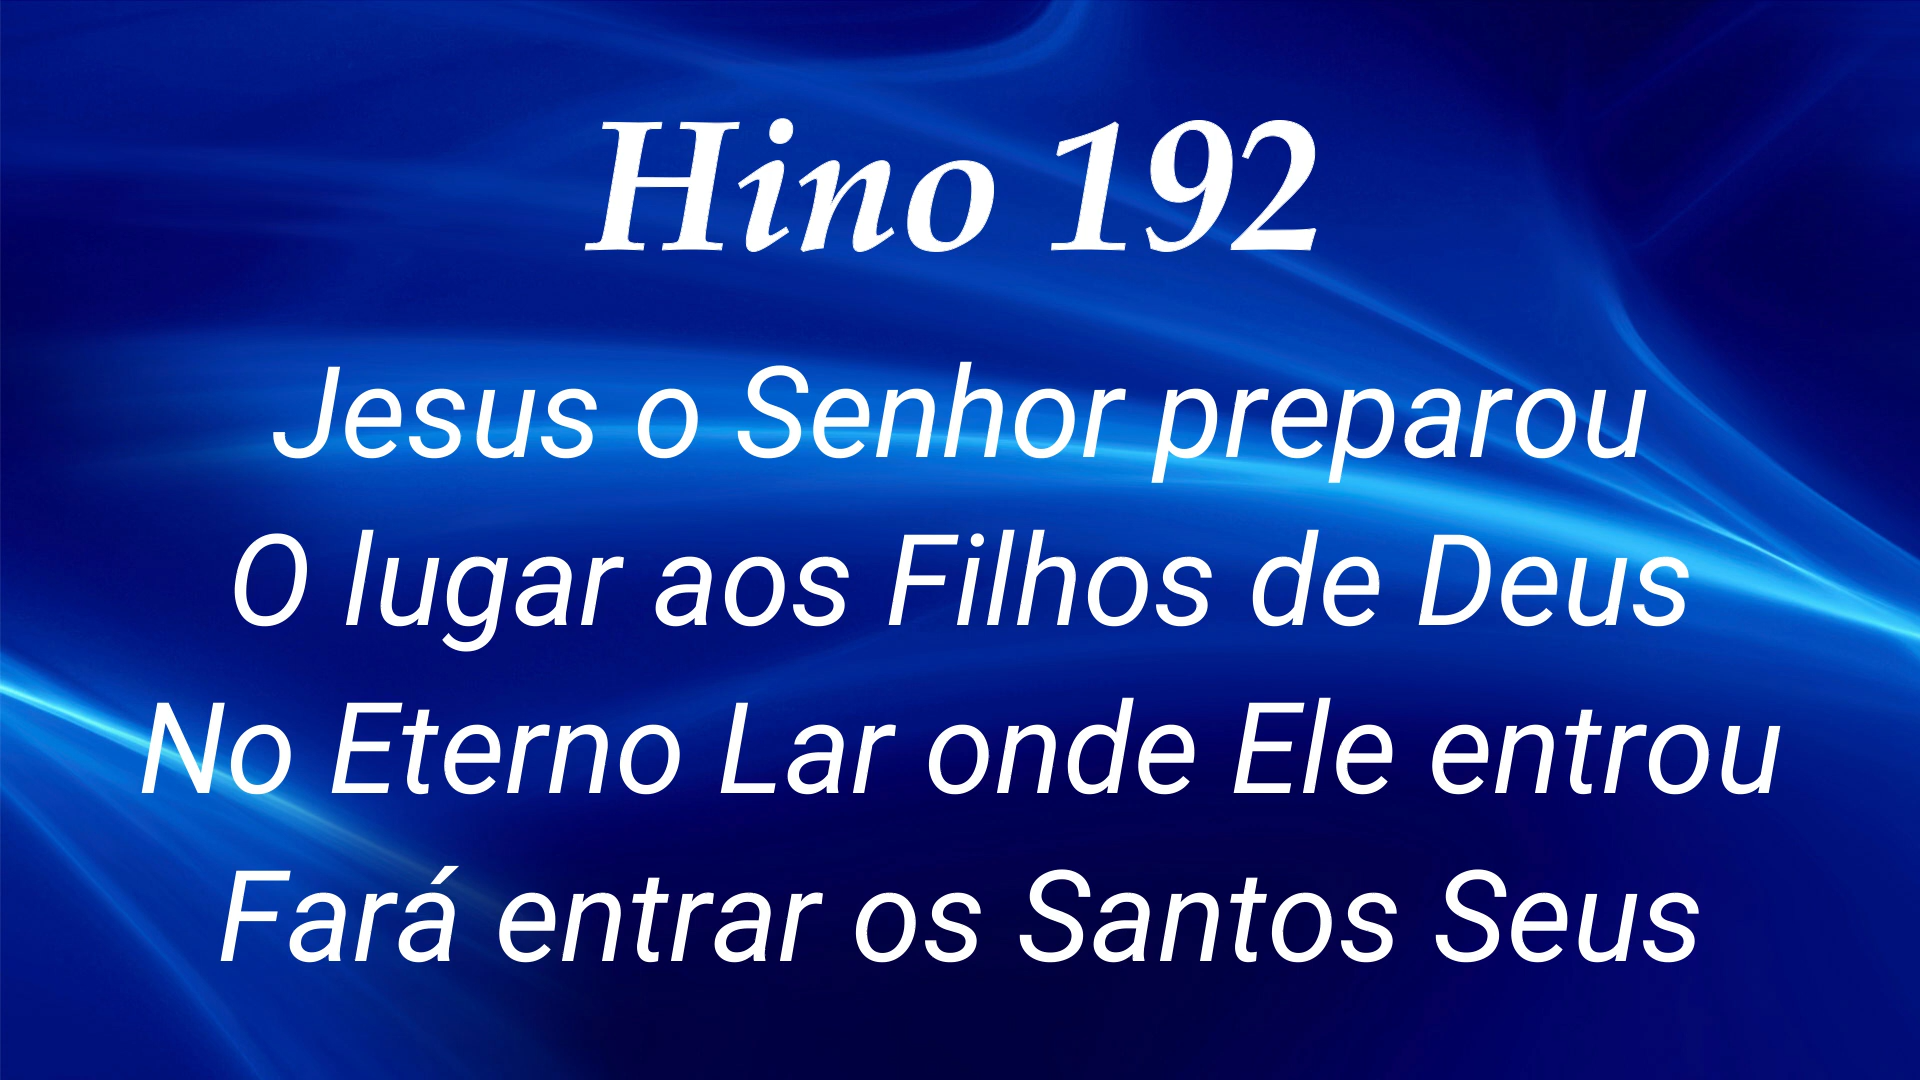 Hino 192
Jesus o Senhor preparou
O lugar aos Filhos de Deus
No Eterno Lar onde Ele entrou
Fará entrar os Santos Seus